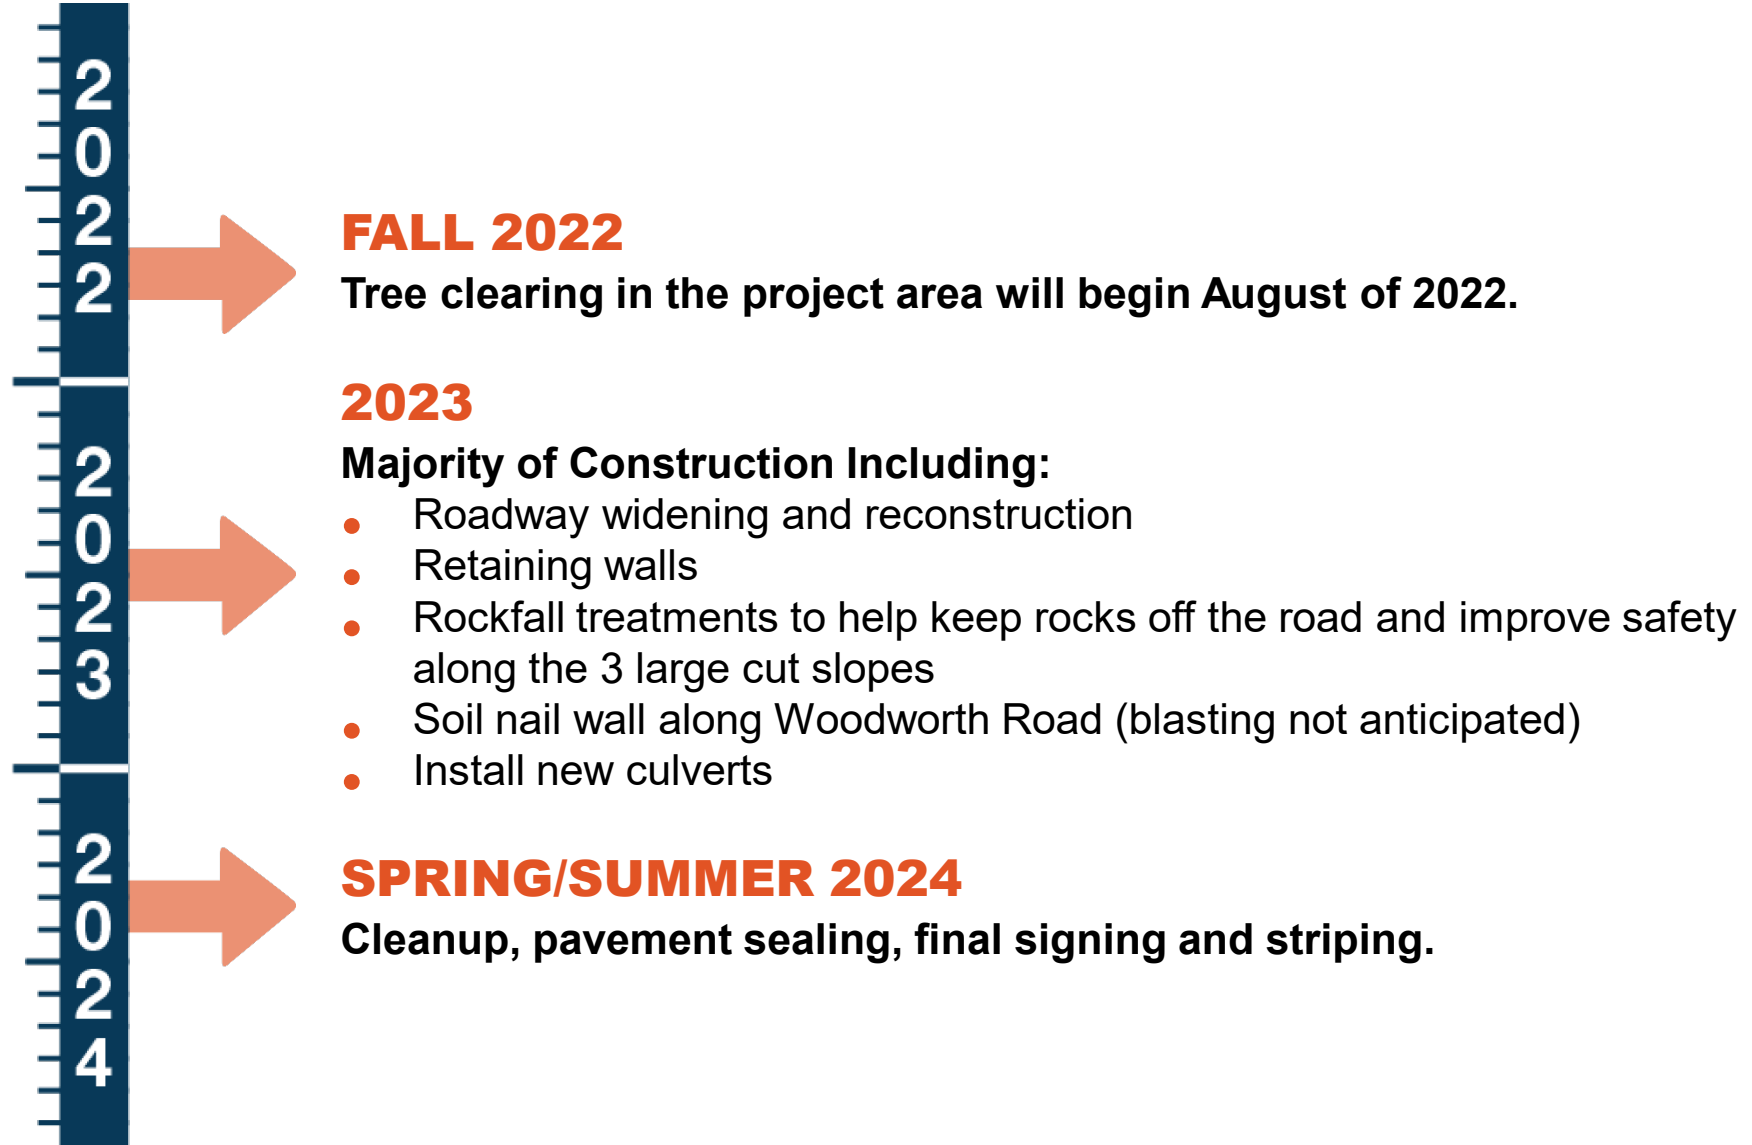 2022
FALL 2022
Tree clearing in the project area will begin August of 2022.
2023
2023
Majority of Construction Including:
• Roadway widening and reconstruction
• Retaining walls
• Rockfall treatments to help keep rocks off the road and improve safety
along the 3 large cut slopes
• Soil nail wall along Woodworth Road (blasting not anticipated)
• Install new culverts
2024
SPRING/SUMMER 2024
Cleanup, pavement sealing, final signing and striping.